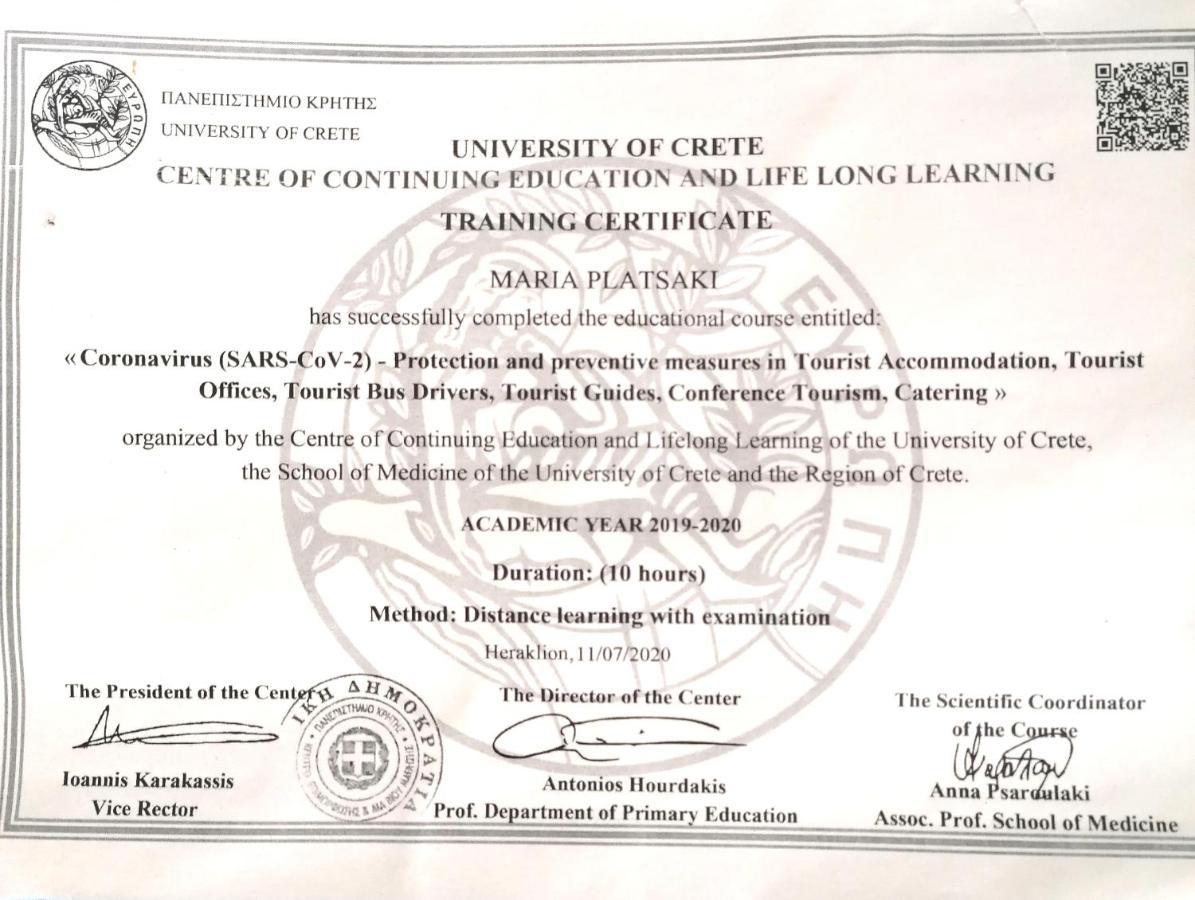 ΠΑΝΕΠΙΣΤΗΜΙΟ ΚΡΗΤΗΣ
UNIVERSITY OF CRETE
ΕΥΡΩΠΗ
UNIVERSITY OF CRETE
CENTRE OF CONTINUING EDUCATION AND LIFE LONG LEARNING
TRAINING CERTIFICATE
MARIA PLATSAKI
has successfully completed the educational course entitled:
«Coronavirus (SARS-CoV-2) - Protection and preventive measures in Tourist Accommodation, Tourist
Offices, Tourist Bus Drivers, Tourist Guides, Conference Tourism, Catering »
organized by the Centre of Continuing Education and Lifelong Learning of the University of Crete,
the School of Medicine of the University of Crete and the Region of Crete.
ACADEMIC YEAR 2019-2020
Duration: (10 hours)
Method: Distance learning with examination
Heraklion, 11/07/2020
ΕΥΡΩΠΗ
The President of the Center
Ioannis Karakassis
Vice Rector
ΙΚΗ ΔΗΜΟΚΡΑΤΙΑ
ΠΑΝΕΠΙΣΤΗΜΙΟ ΚΡΗΤΗΣ
The Director of the Center
Antonios Hourdakis
Prof. Department of Primary Education
The Scientific Coordinator
of the Course
Anna Psaroulaki
Assoc. Prof. School of Medicine